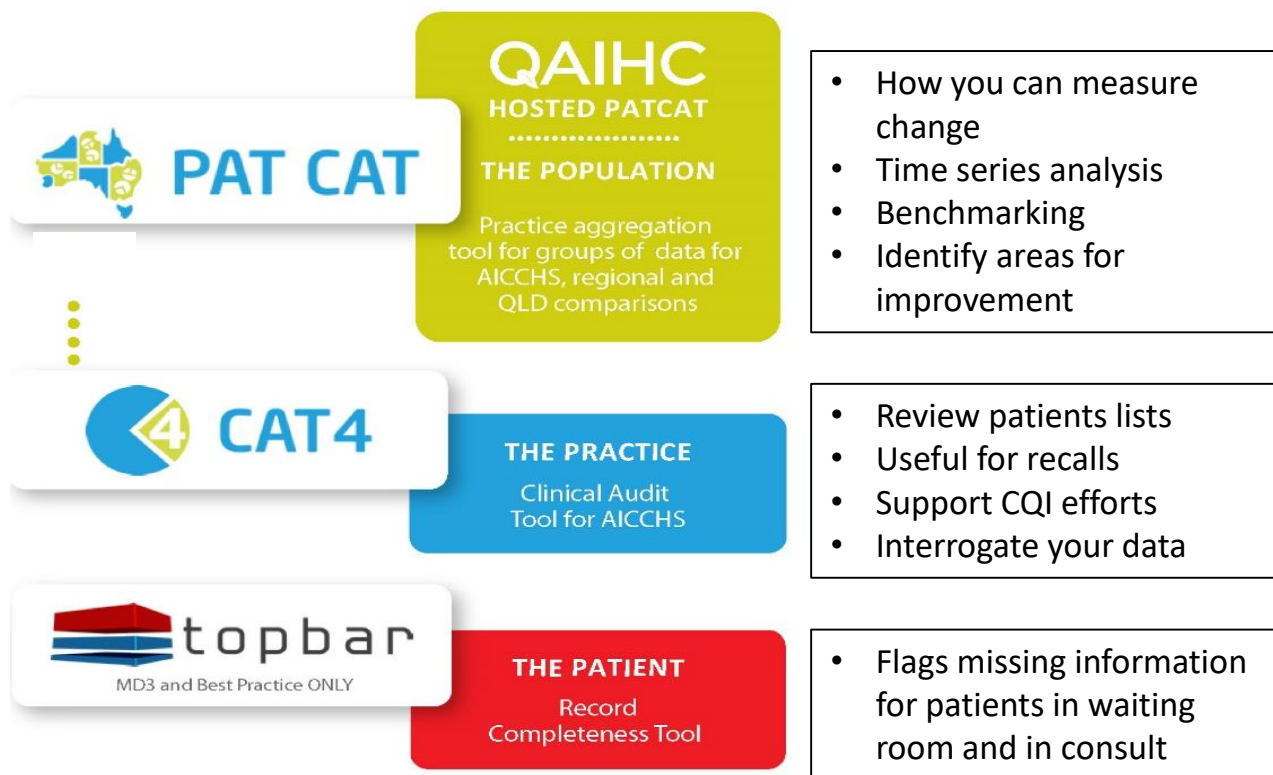 PAT CAT
QAIHC
HOSTED PATCAT
THE POPULATION
Practice aggregation
tool for groups of data for
AICCHS, regional and
QLD comparisons
• How you can measure
change
• Time series analysis
• Benchmarking
• Identify areas for
improvement
4 CAT4
THE PRACTICE
Clinical Audit
Tool for AICCHS
• Review patients lists
• Useful for recalls
• Support CQI efforts
• Interrogate your data
topbar
MD3 and Best Practice ONLY
THE PATIENT
Record
Completeness Tool
• Flags missing information
for patients in waiting
room and in consult